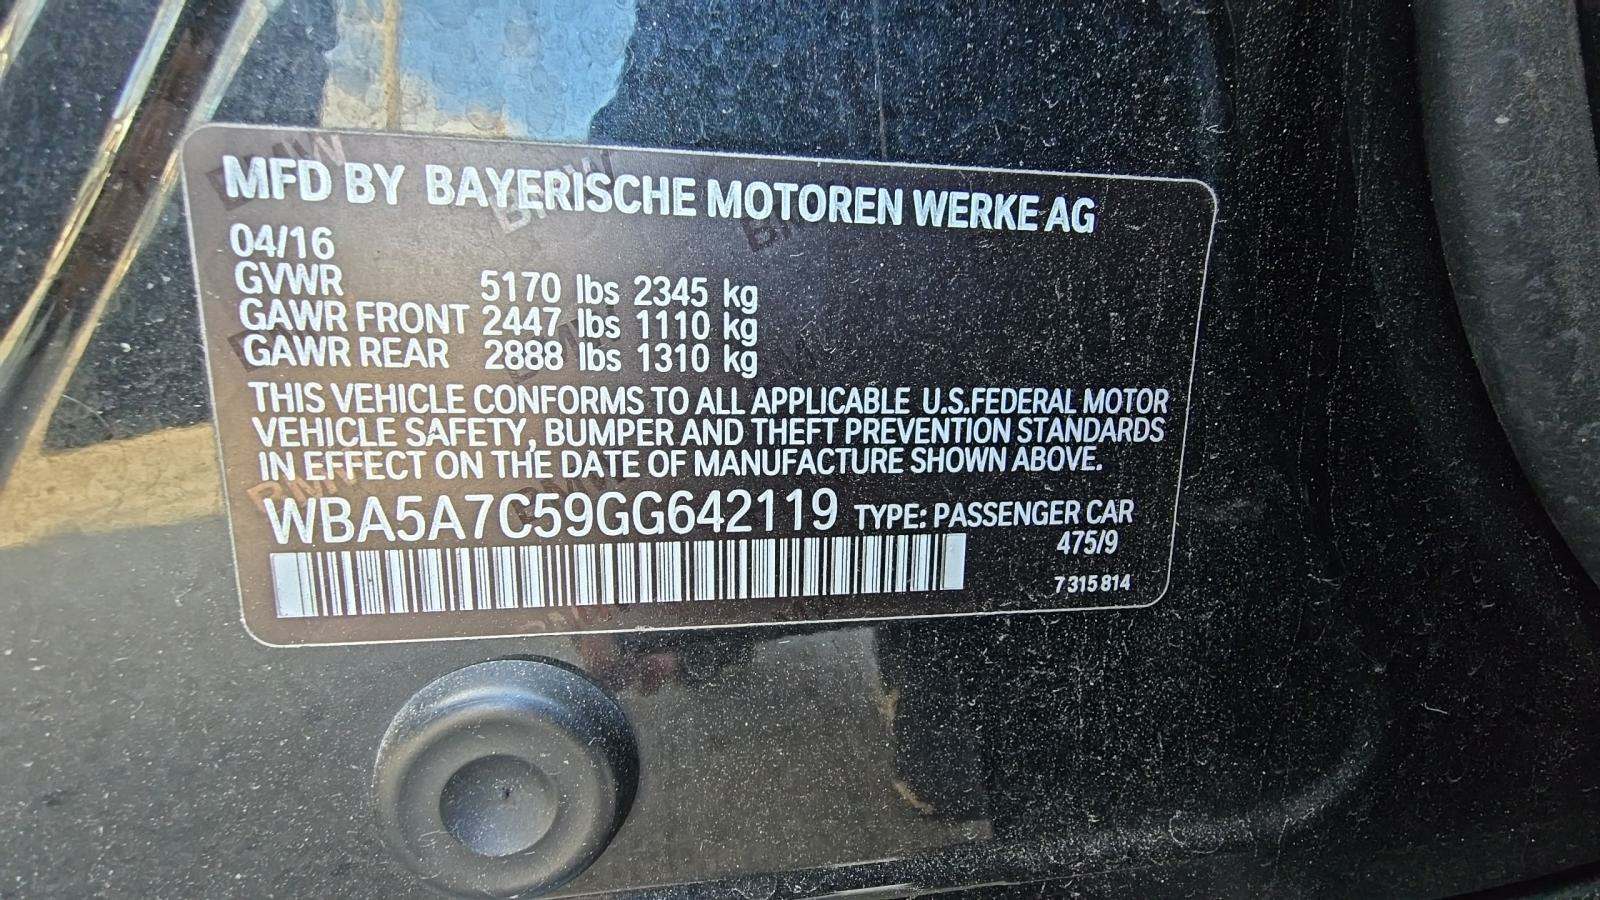 MFD BY BAYERISCHE MOTOREN WERKE AG
04/16
GVWR 5170 lbs 2345 kg
GAWR FRONT 2447 lbs 1110 kg
GAWR REAR 2888 lbs 1310 kg
THIS VEHICLE CONFORMS TO ALL APPLICABLE U.S.FEDERAL MOTOR
VEHICLE SAFETY, BUMPER AND THEFT PREVENTION STANDARDS
IN EFFECT ON THE DATE OF MANUFACTURE SHOWN ABOVE.
WBA5A7C59GG642119 TYPE: PASSENGER CAR
475/9
7 315 814